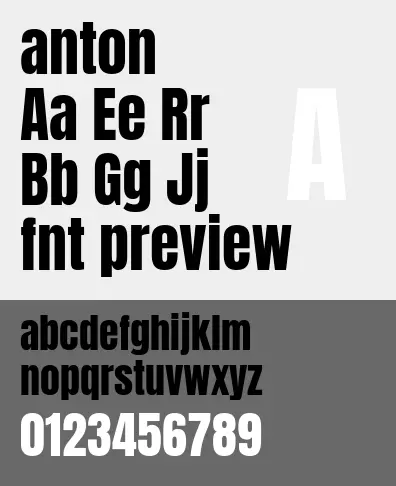 anton
Aa Ee Rr
A
Bb Gg Jj
fnt preview
abcdefghijklm
nopqrstuvwxyz
0123456789